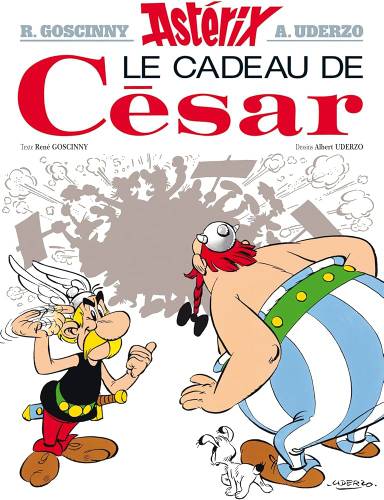 R. GOSCINNY Astérix A. UDERZO
LE CADEAU DE
César
Texte René GOSCINNY Dessins Albert UDERZO
UDERZO.